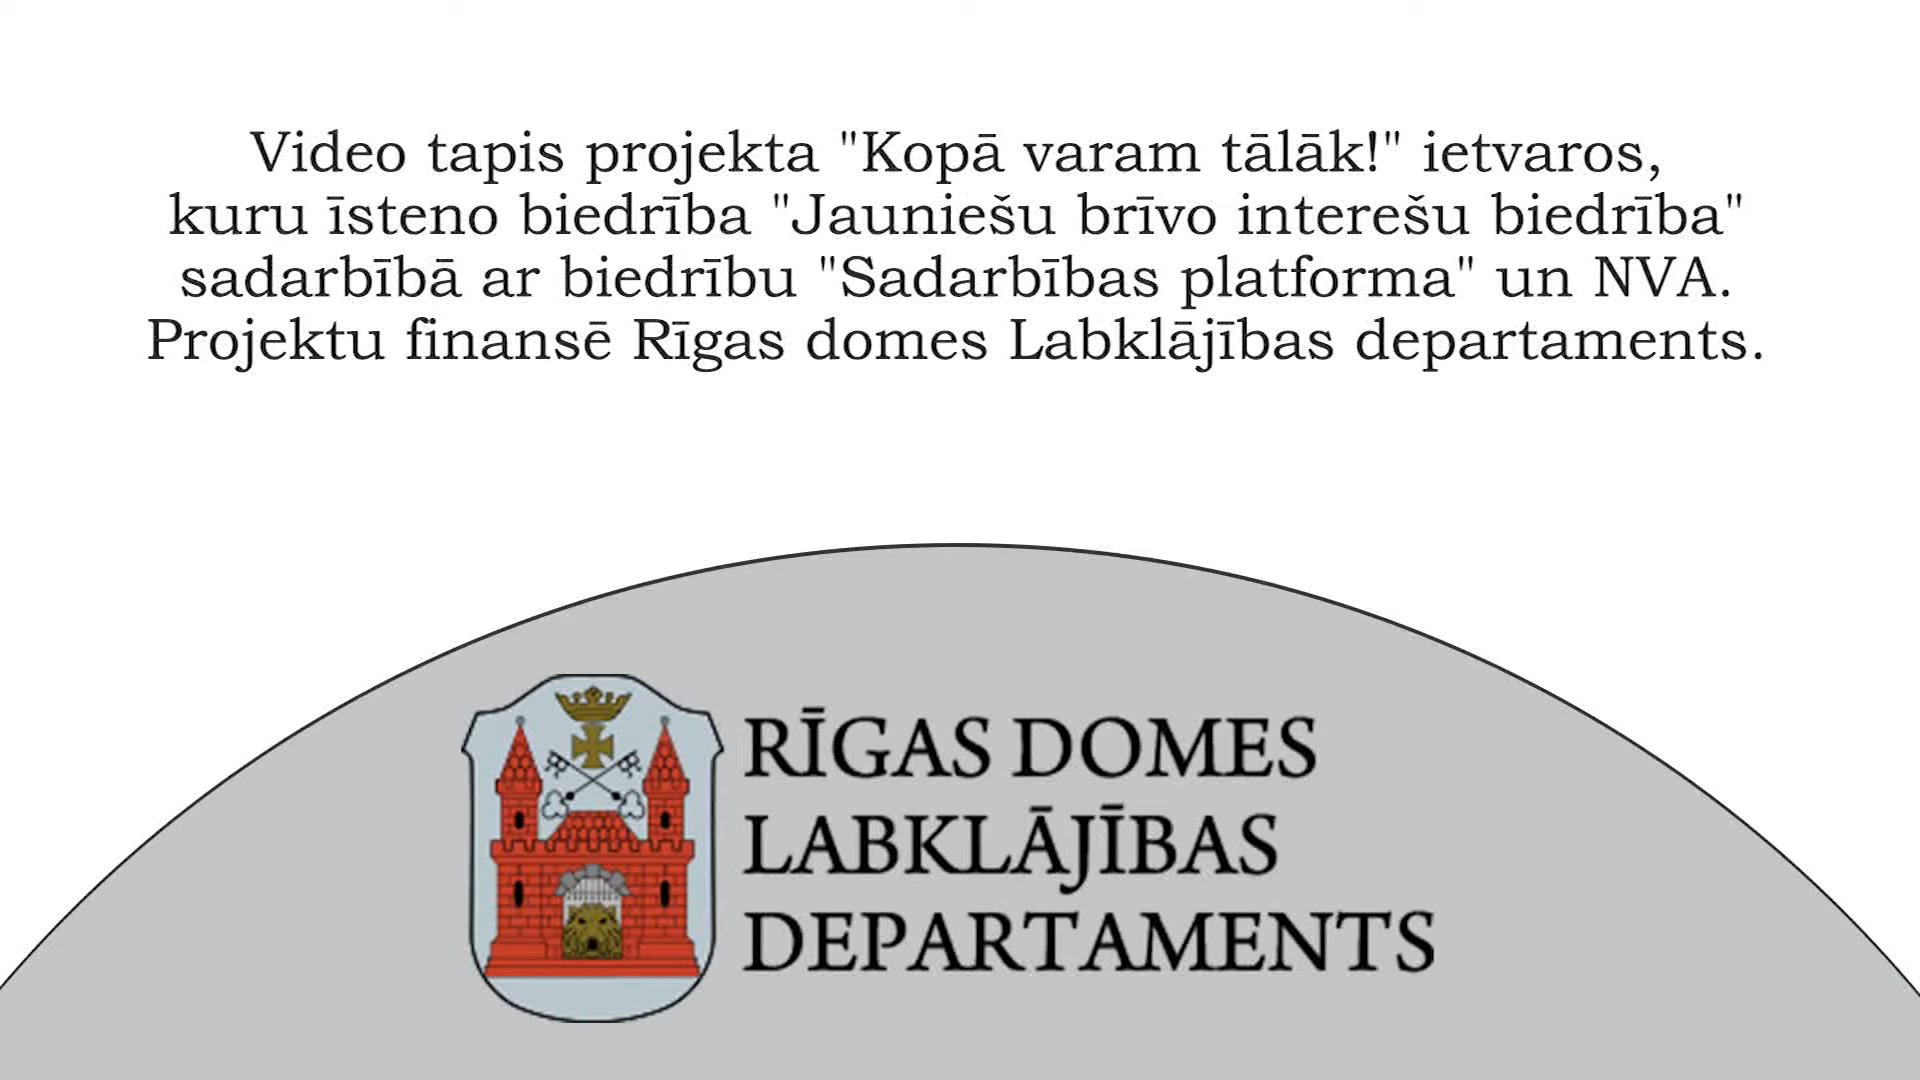 Video tapis projekta "Kopā varam tālāk!" ietvaros,
kuru īsteno biedrība "Jauniešu brīvo interešu biedrība"
sadarbībā ar biedrību "Sadarbības platforma" un NVA.
Projektu finansē Rīgas domes Labklājības departaments.
RĪGAS DOMES
LABKLĀJĪBAS
DEPARTAMENTS